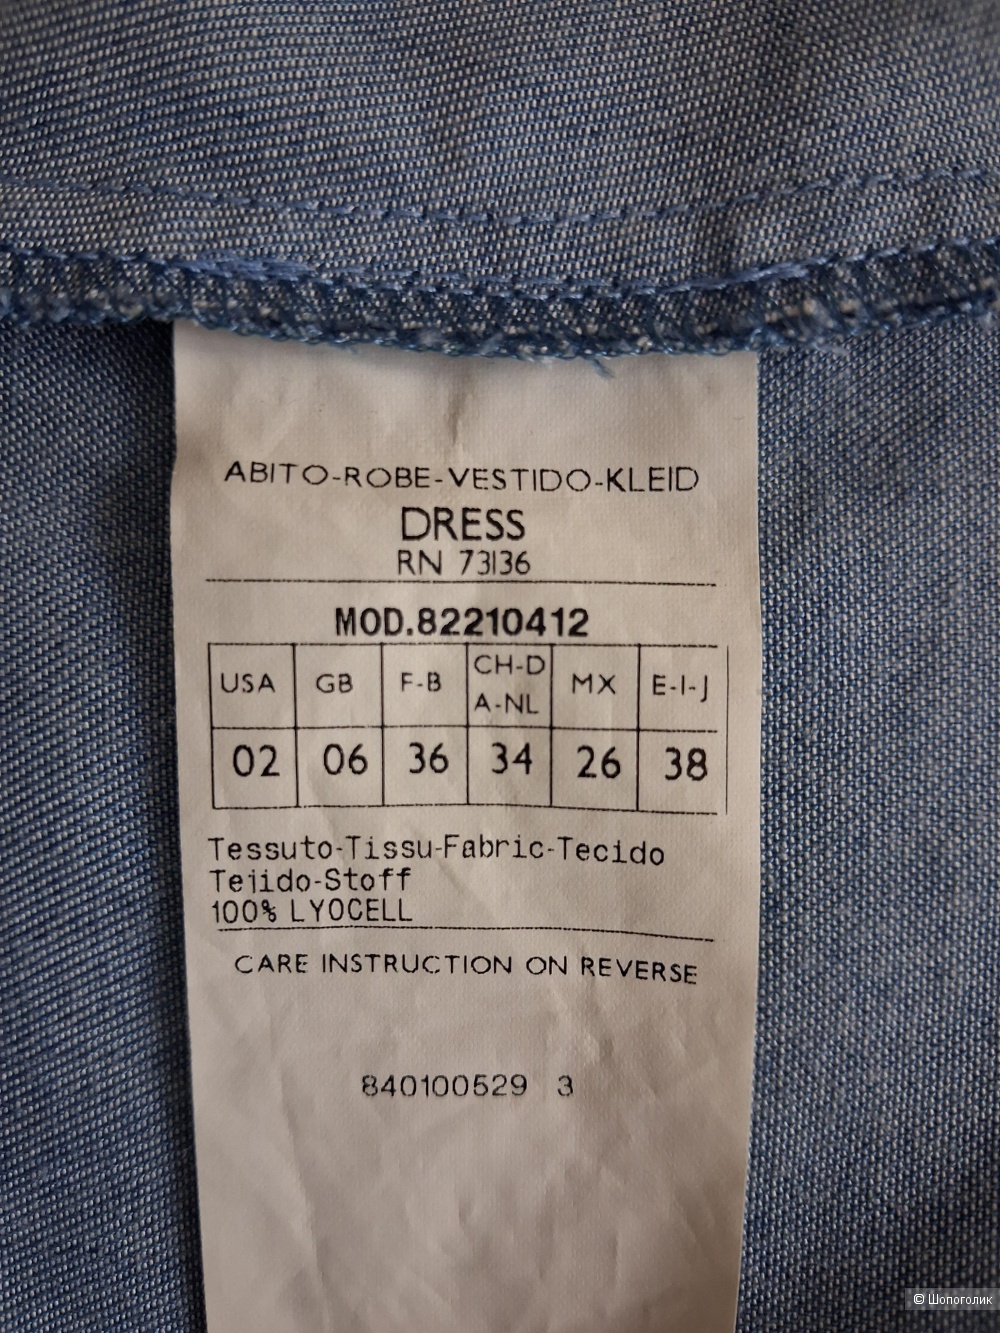 ABITO-ROBE-VESTIDO-KLEID
DRESS
RN 73136
MOD.82210412
USA GB F-B CH-D A-NL MX E-I-J
02 06 36 34 26 38
Tessuto-Tissu-Fabric-Tecido
Tejido-Stoff
100% LYOCELL
CARE INSTRUCTION ON REVERSE
840100529 3
© Шопоголик